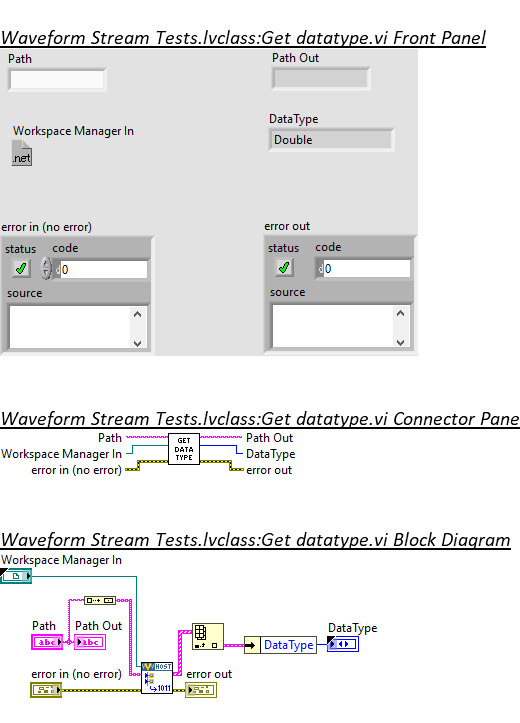 Waveform Stream Tests.lvclass:Get datatype.vi Front Panel
Path
Path Out
Workspace Manager In
.net
DataType
Double
error in (no error)
error out
status code
status code
d 0
d 0
source
source
Waveform Stream Tests.lvclass:Get datatype.vi Connector Pane
Path
GET DATA TYPE
Path Out
Workspace Manager In
DataType
error in (no error)
error out
Waveform Stream Tests.lvclass:Get datatype.vi Block Diagram
Workspace Manager In
Path
Path Out
abc
abc
DataType
DataType
error in (no error)
HOST
1011
error out